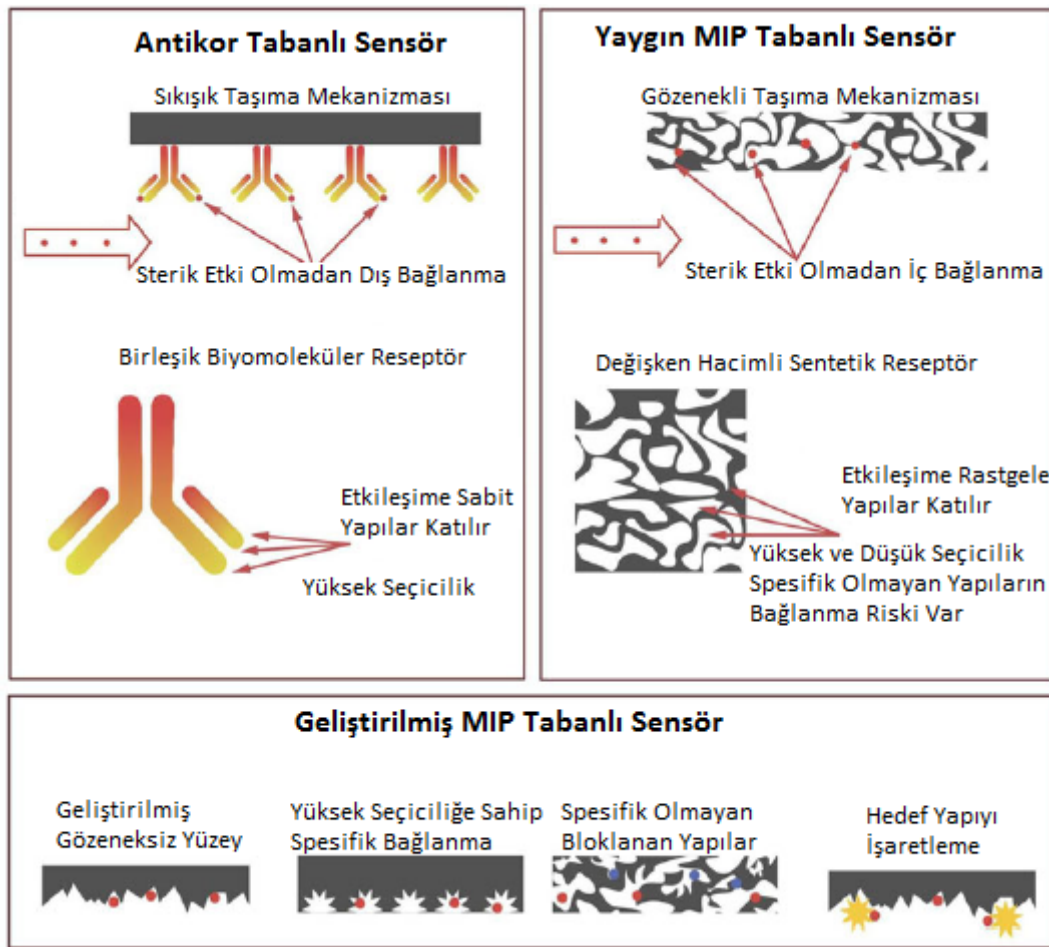 Antikor Tabanlı Sensör
Sıkışık Taşıma Mekanizması
Sterik Etki Olmadan Dış Bağlanma
Birleşik Biyomoleküler Reseptör
Etkileşime Sabit
Yapılar Katılır
Yüksek Seçicilik
Yaygın MIP Tabanlı Sensör
Gözenekli Taşıma Mekanizması
Sterik Etki Olmadan İç Bağlanma
Değişken Hacimli Sentetik Reseptör
Etkileşime Rastgele
Yapılar Katılır
Yüksek ve Düşük Seçicilik
Spesifik Olmayan Yapıların
Bağlanma Riski Var
Geliştirilmiş MIP Tabanlı Sensör
Geliştirilmiş
Gözeneksiz Yüzey
Yüksek Seçiciliğe Sahip
Spesifik Bağlanma
Spesifik Olmayan
Bloklanan Yapılar
Hedef Yapıyı
İşaretleme